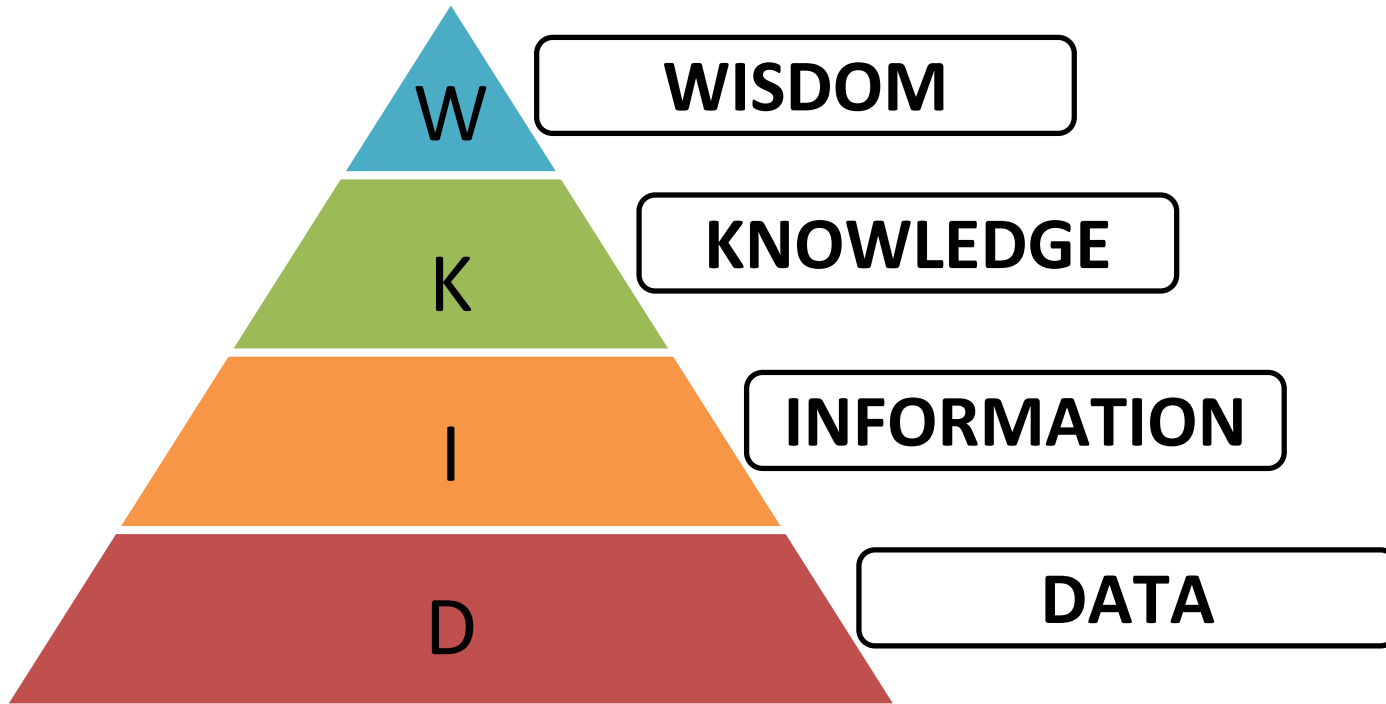 W
WISDOM
K
KNOWLEDGE
I
INFORMATION
D
DATA